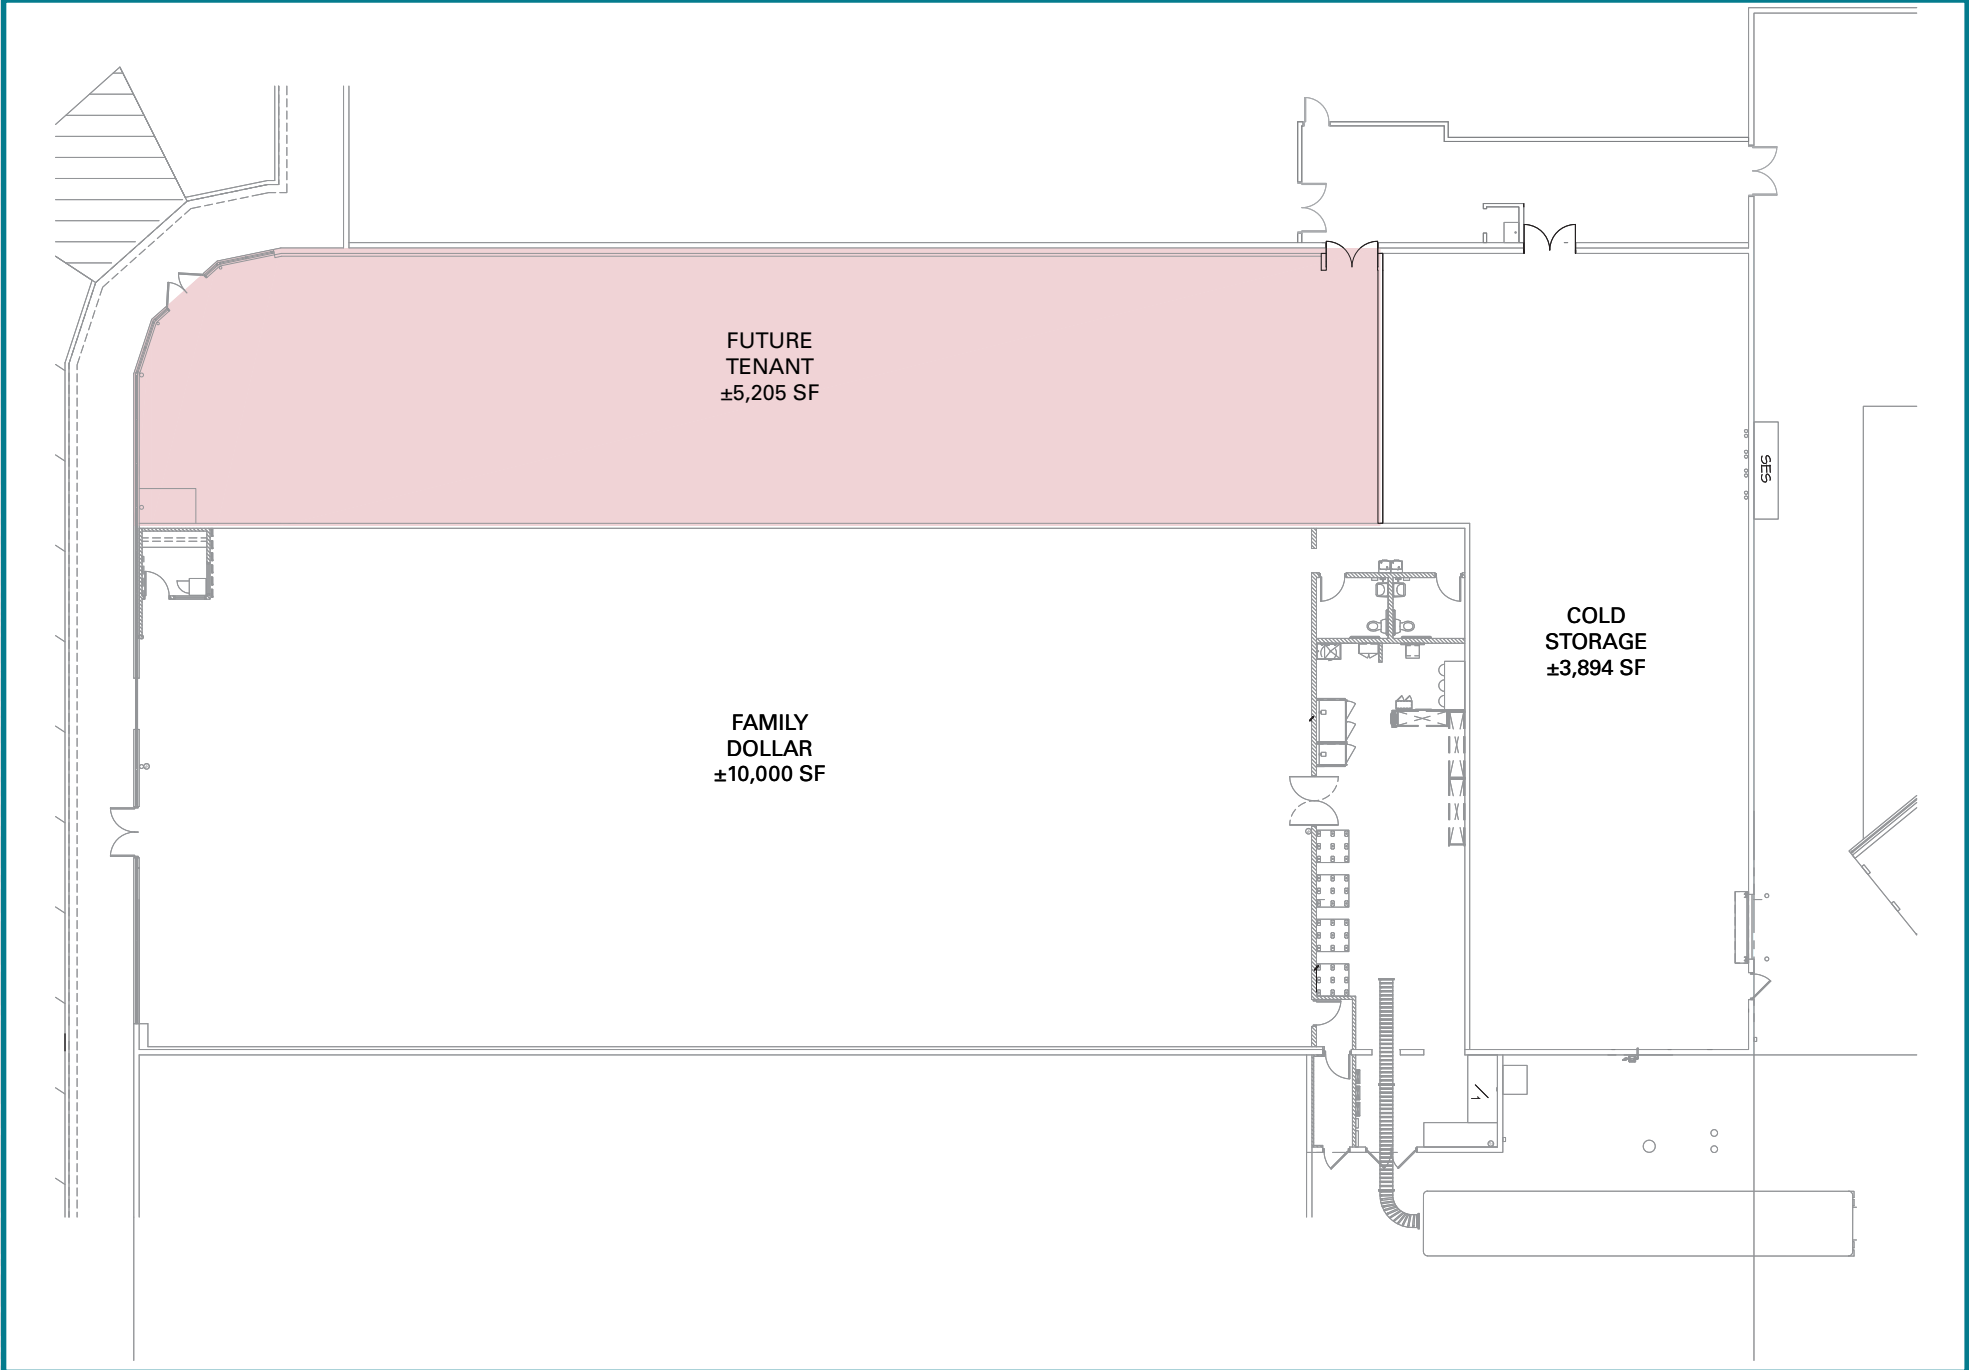 FUTURE
TENANT
±5,205 SF
SES
COLD
STORAGE
±3,894 SF
FAMILY
DOLLAR
±10,000 SF